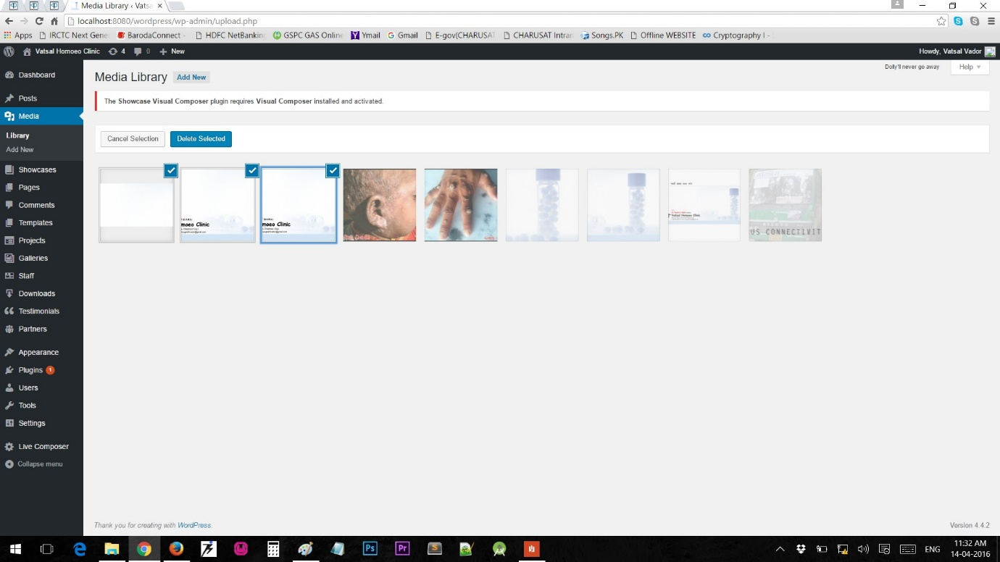 Media Library ‹ Vatsa
localhost:8080/wordpress/wp-admin/upload.php
Apps IRCTC Next Gene BarodaConnect - HDFC NetBanking GSPC GAS Online Ymail Gmail E-gov(CHARUSAT CHARUSAT Intran Songs.PK Offline WEBSITE Cryptography I -
Vatsal Homoeo Clinic 4 0 New Howdy, Vatsal Vador
Dolly'll never go away Help
Dashboard
Posts
Media
Library
Add New
Showcases
Pages
Comments
Templates
Projects
Galleries
Staff
Downloads
Testimonials
Partners
Appearance
Plugins 1
Users
Tools
Settings
Live Composer
Collapse menu
Media Library Add New
The Showcase Visual Composer plugin requires Visual Composer installed and activated.
Cancel Selection Delete Selected
moeo Clinic
moeo Clinic
Vatsal Homoeo Clinic
US CONNECTIVIT
Thank you for creating with WordPress.
Version 4.4.2
ENG
11:32 AM
14-04-2016